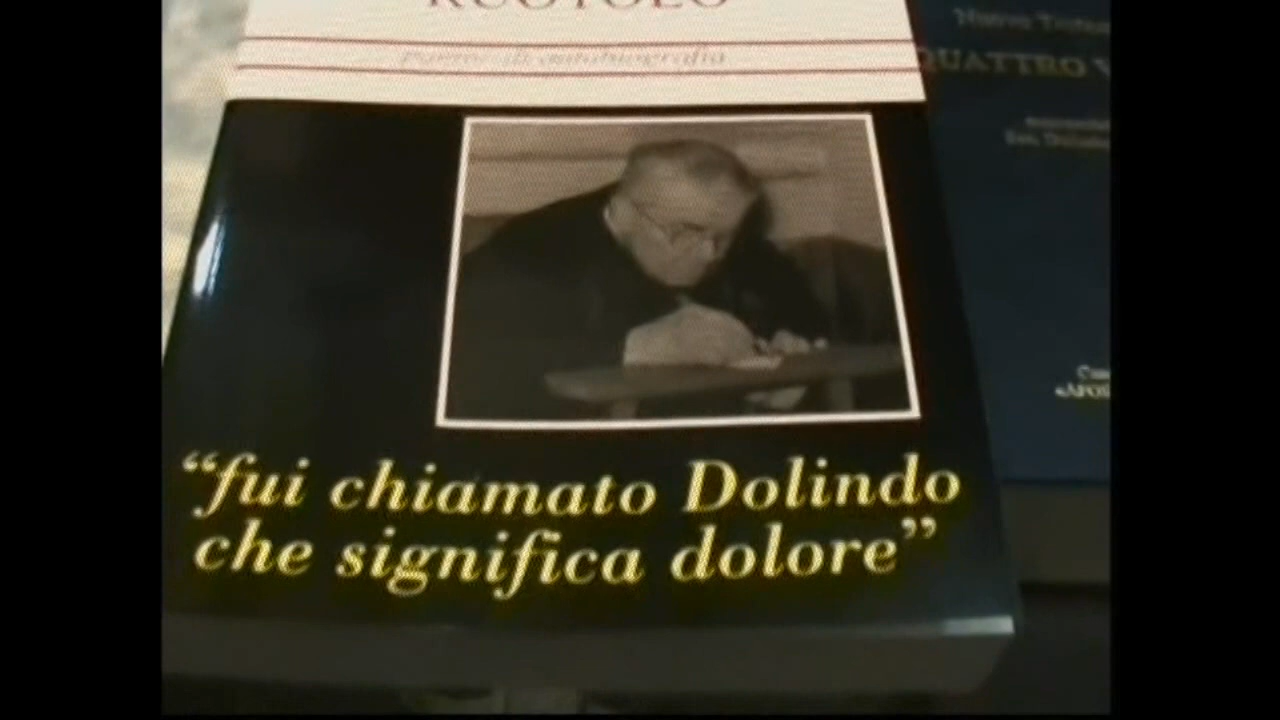 RUOTOLO
pagine di autobiografia
“fui chiamato Dolindo
che significa dolore”
QUATTRO V